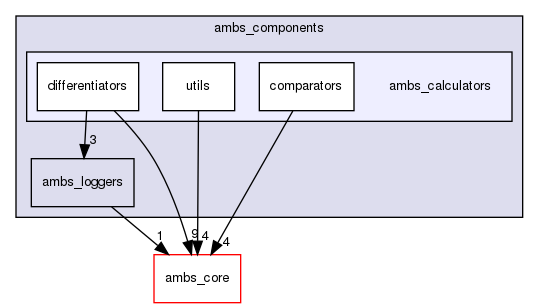 ambs_components
differentiators
utils
comparators
ambs_calculators
3
ambs_loggers
1
9
4
4
ambs_core